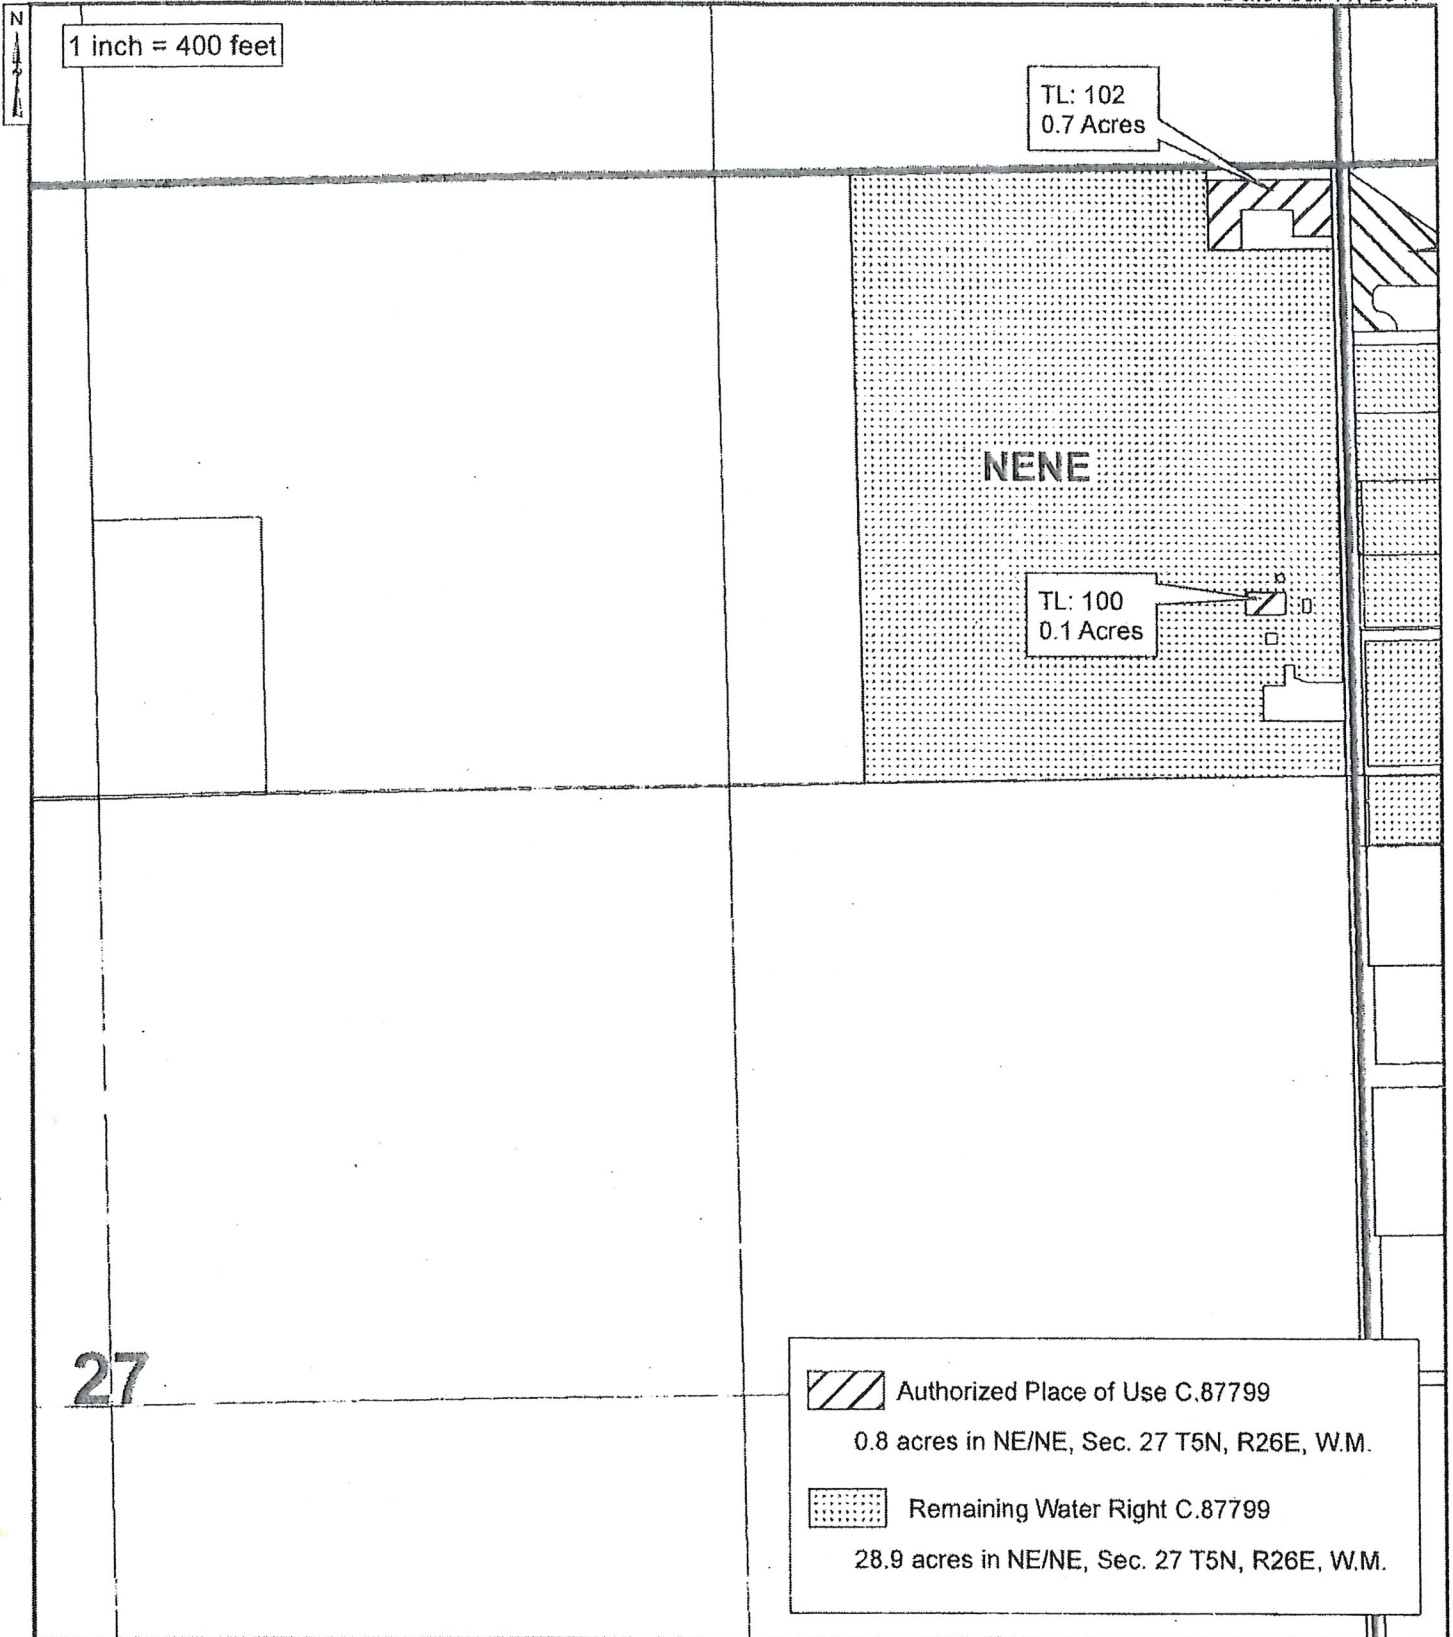 N
1 inch = 400 feet
TL: 102
0.7 Acres
NENE
TL: 100
0.1 Acres
27
Authorized Place of Use C.87799
0.8 acres in NE/NE, Sec. 27 T5N, R26E, W.M.
Remaining Water Right C.87799
28.9 acres in NE/NE, Sec. 27 T5N, R26E, W.M.